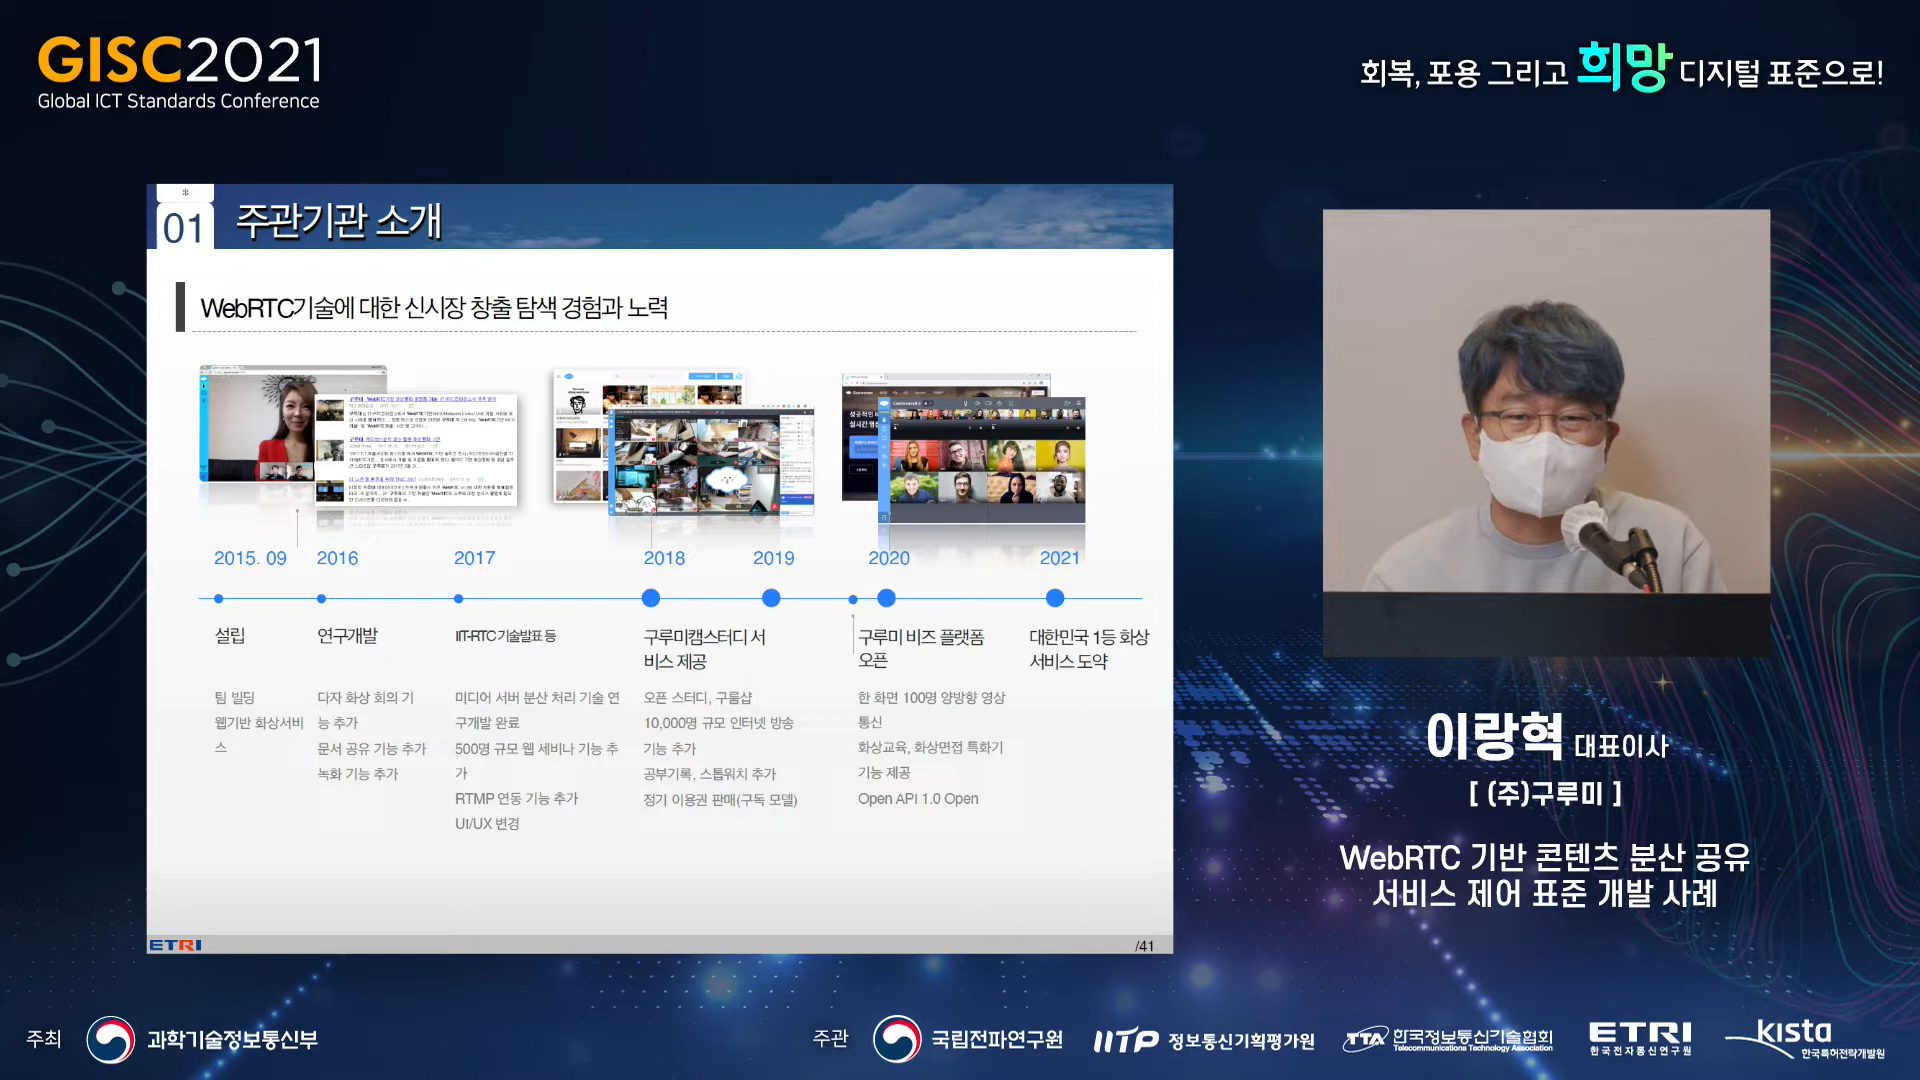 GISC2021
Global ICT Standards Conference
회복, 포용 그리고 희망 디지털 표준으로!
*
01
주관기관 소개
WebRTC기술에 대한 신시장 창출 탐색 경험과 노력
2015. 09
2016
2017
2018
2019
2020
2021
설립
연구개발
IIT-RTC 기술발표 등
구루미캠스터디 서
비스 제공
구루미 비즈 플랫폼
오픈
대한민국 1등 화상
서비스 도약
팀 빌딩
웹기반 화상서비
스
다자 화상 회의 기
능 추가
문서 공유 기능 추가
녹화 기능 추가
미디어 서버 분산 처리 기술 연
구개발 완료
500명 규모 웹 세비나 기능 추
가
RTMP 연동 기능 추가
UI/UX 변경
오픈 스터디, 구룸샵
10,000명 규모 인터넷 방송
기능 추가
공부기록, 스톱워치 추가
정기 이용권 판매(구독 모델)
한 화면 100명 양방향 영상
통신
화상교육, 화상면접 특화기
기능 제공
Open API 1.0 Open
ETRI
/41
이랑혁 대표이사
[ (주)구루미 ]
WebRTC 기반 콘텐츠 분산 공유
서비스 제어 표준 개발 사례
주최
과학기술정보통신부
주관
국립전파연구원
IITP 정보통신기획평가원
TTA 한국정보통신기술협회
Telecommunications Technology Association
ETRI
한국전자통신연구원
kista
한국특허전략개발원